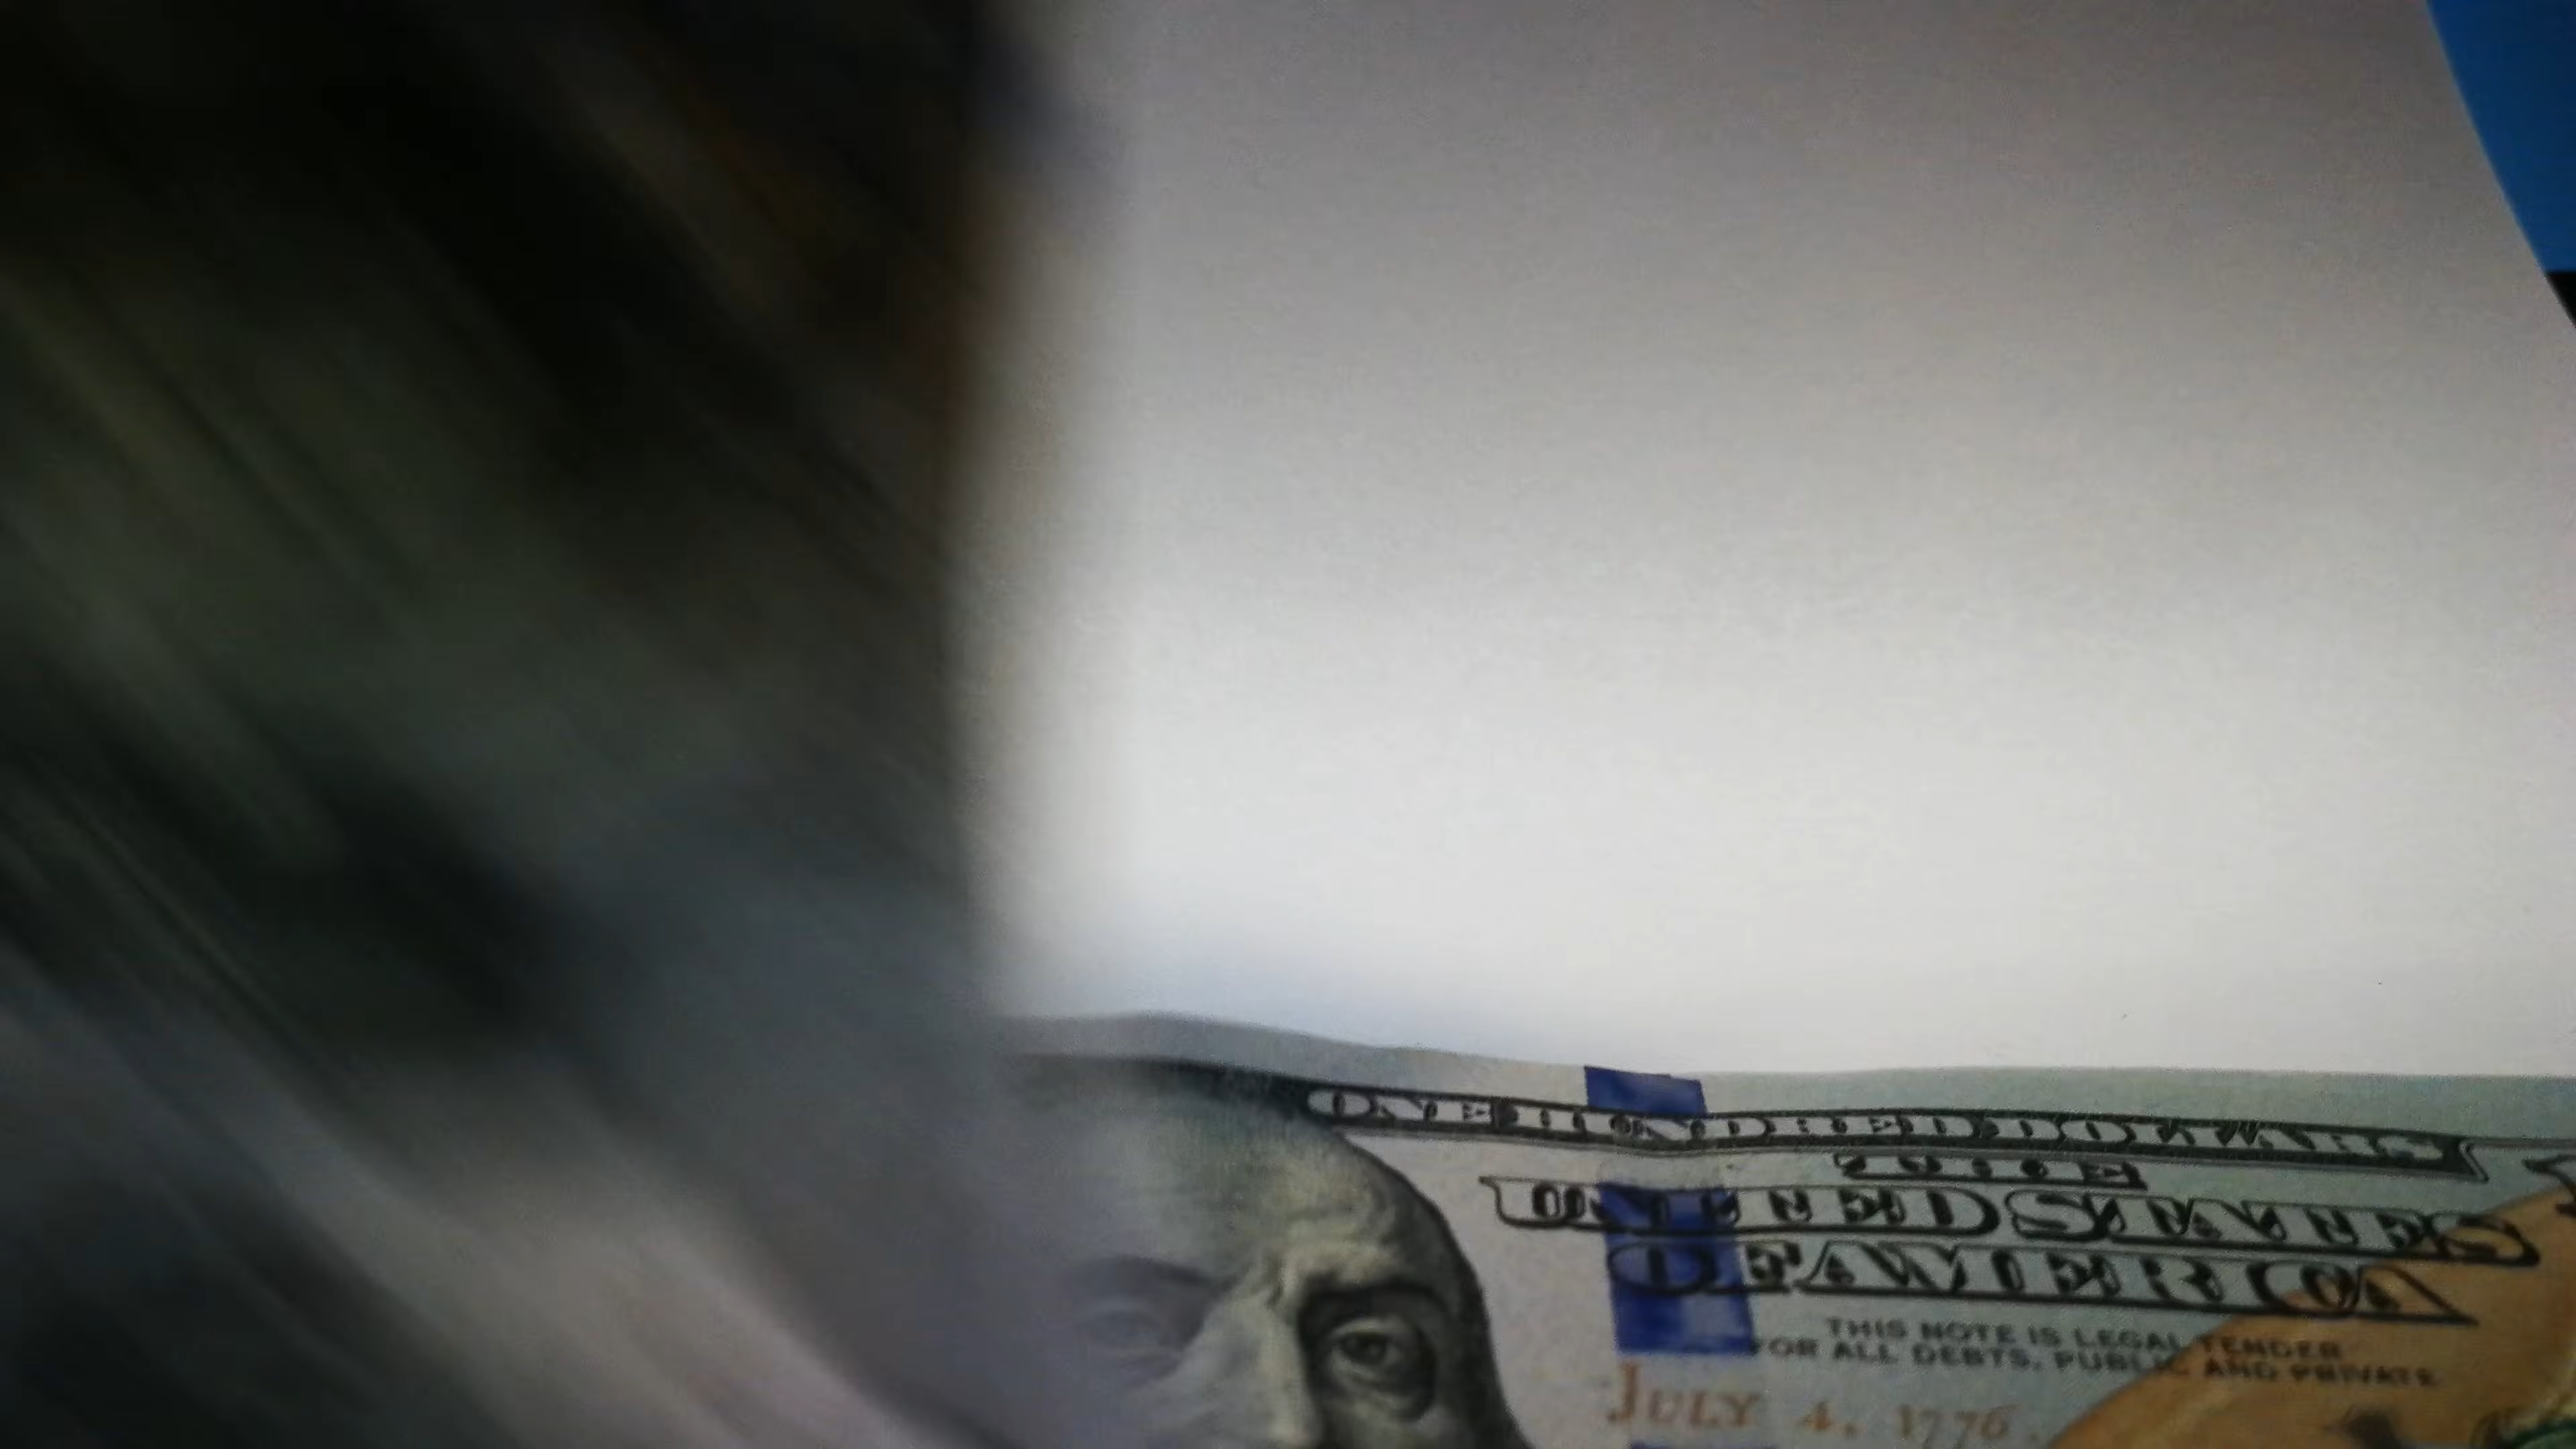 ONE HUNDRED DOLLARS
THE
UNITED STATES
OF AMERICA
THIS NOTE IS LEGAL TENDER
FOR ALL DEBTS, PUBLIC AND PRIVATE
JULY 4, 1776